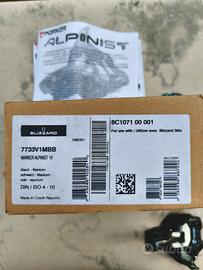 MARKER
ALPINIST
BLIZZARD
7733V1MBB
MARKER ALPINIST 10
black - titanium
schwarz - titanium
DIN / ISO 4 - 10
Made in Czech Republic
8C1071 00 001
For use with / Utiliser avec Blizzard Skis